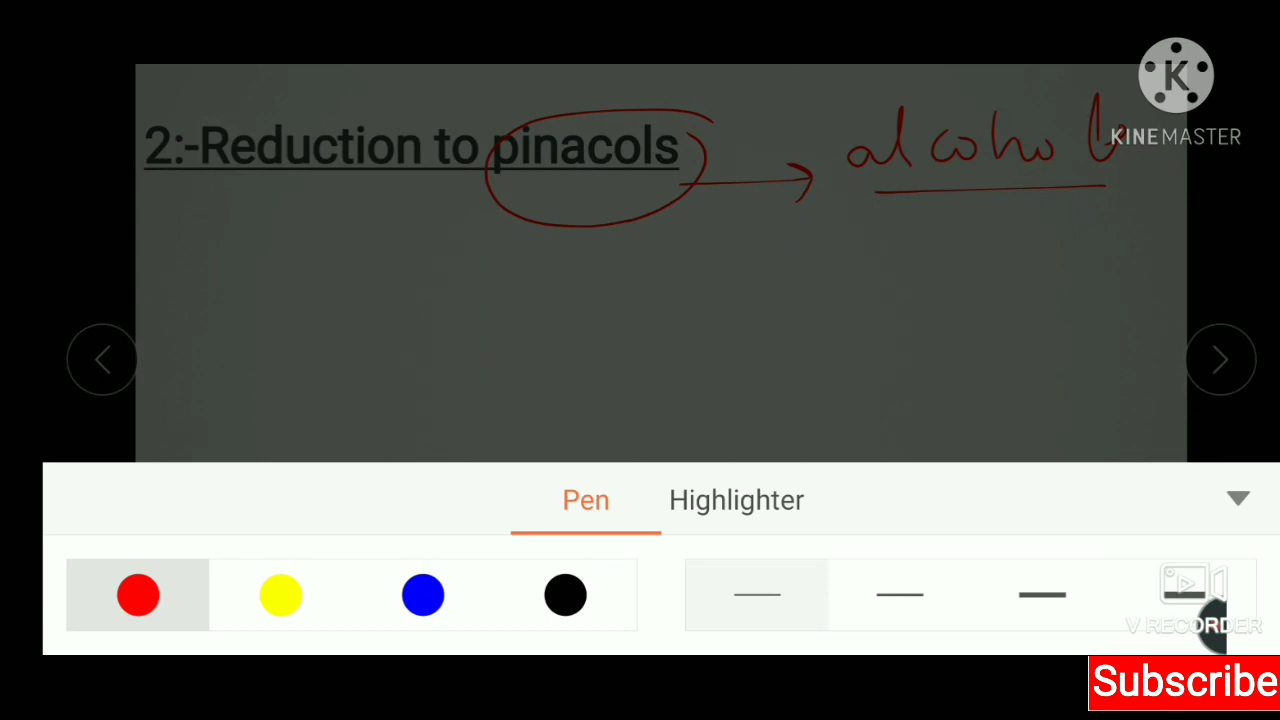 2:-Reduction to pinacols
alcohol
K
KINEMASTER
Pen Highlighter
V RECORDER
Subscribe